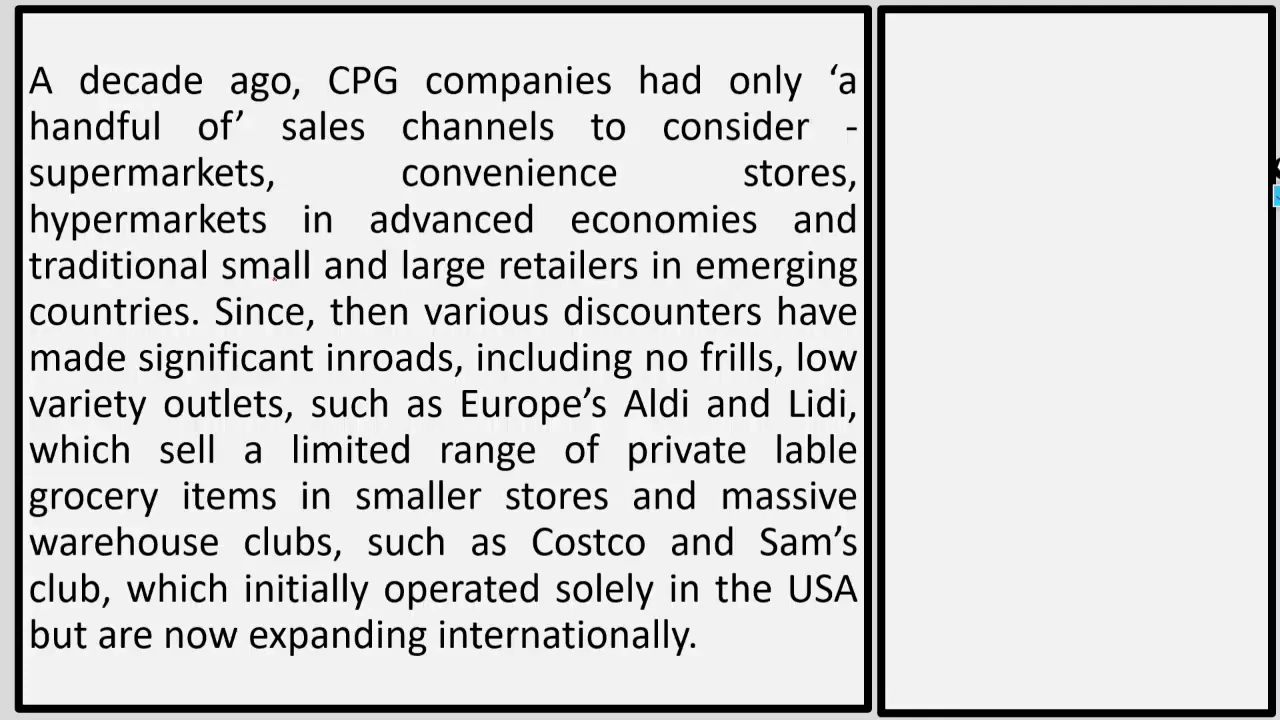 A decade ago, CPG companies had only ‘a
handful of’ sales channels to consider -
supermarkets, convenience stores,
hypermarkets in advanced economies and
traditional small and large retailers in emerging
countries. Since, then various discounters have
made significant inroads, including no frills, low
variety outlets, such as Europe’s Aldi and Lidi,
which sell a limited range of private lable
grocery items in smaller stores and massive
warehouse clubs, such as Costco and Sam’s
club, which initially operated solely in the USA
but are now expanding internationally.